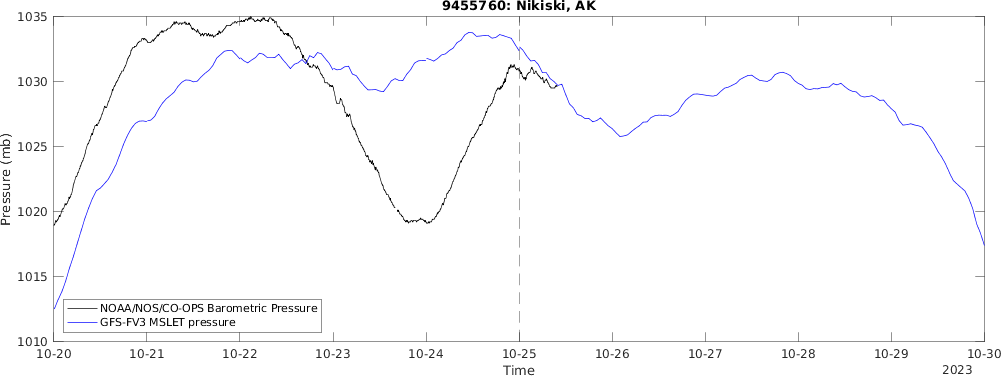 9455760: Nikiski, AK
1035
1030
1025
1020
1015
1010
Pressure (mb)
NOAA/NOS/CO-OPS Barometric Pressure
GFS-FV3 MSLET pressure
10-20 10-21 10-22 10-23 10-24 10-25 10-26 10-27 10-28 10-29 10-30
Time
2023